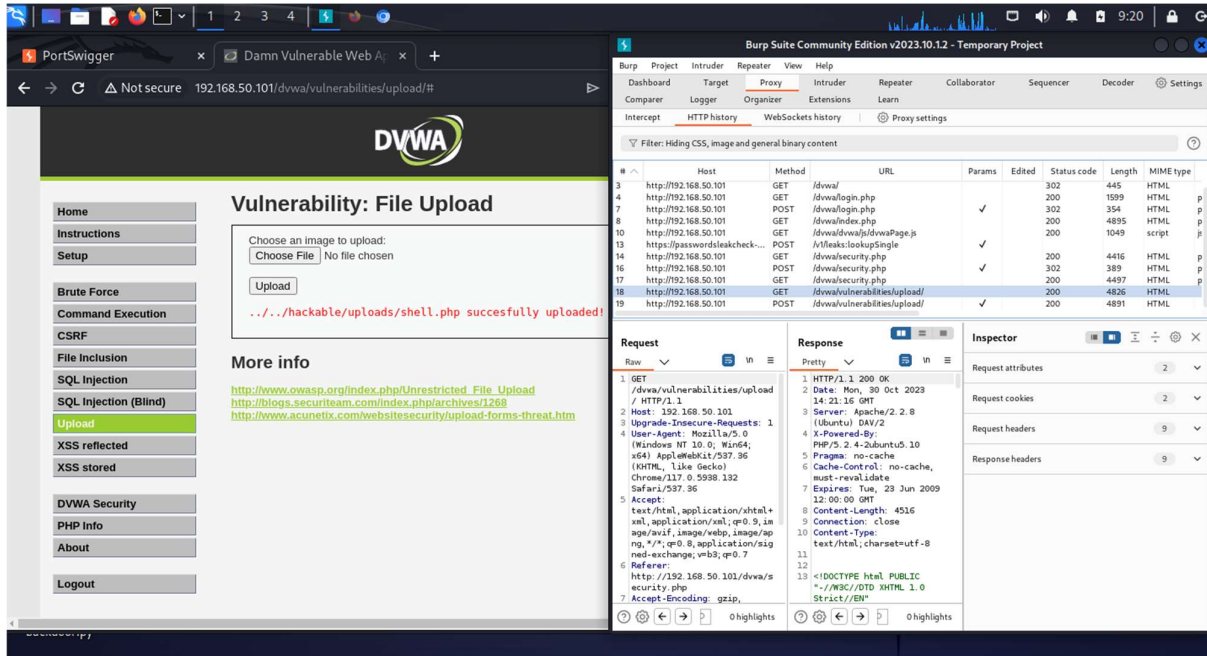 1 2 3 4
9:20
PortSwigger
Damn Vulnerable Web Ap
Not secure 192.168.50.101/dvwa/vulnerabilities/upload/#
DVWA
Home
Instructions
Setup
Brute Force
Command Execution
CSRF
File Inclusion
SQL Injection
SQL Injection (Blind)
Upload
XSS reflected
XSS stored
DVWA Security
PHP Info
About
Logout
Vulnerability: File Upload
Choose an image to upload:
Choose File No file chosen
Upload
../../hackable/uploads/shell.php succesfully uploaded!
More info
http://www.owasp.org/index.php/Unrestricted_File_Upload
http://blogs.securiteam.com/index.php/archives/1268
http://www.acunetix.com/websitesecurity/upload-forms-threat.htm
Burp Suite Community Edition v2023.10.1.2 - Temporary Project
Burp Project Intruder Repeater View Help
Dashboard Target Proxy Intruder Repeater Collaborator Sequencer Decoder Settings
Comparer Logger Organizer Extensions Learn
Intercept HTTP history WebSockets history Proxy settings
Filter: Hiding CSS, image and general binary content
# Host Method URL Params Edited Status code Length MIME type
3 http://192.168.50.101 GET /dvwa/ 302 445 HTML
4 http://192.168.50.101 GET /dvwa/login.php 200 1599 HTML p
7 http://192.168.50.101 POST /dvwa/login.php ✓ 302 354 HTML p
8 http://192.168.50.101 GET /dvwa/index.php 200 4895 HTML p
10 http://192.168.50.101 GET /dvwa/dvwa/js/dvwaPage.js 200 1049 script js
13 https://passwordsleakcheck-... POST /v1/leaks:lookupSingle ✓
14 http://192.168.50.101 GET /dvwa/security.php 200 4416 HTML p
16 http://192.168.50.101 POST /dvwa/security.php ✓ 302 389 HTML p
17 http://192.168.50.101 GET /dvwa/security.php 200 4497 HTML p
18 http://192.168.50.101 GET /dvwa/vulnerabilities/upload/ 200 4826 HTML
19 http://192.168.50.101 POST /dvwa/vulnerabilities/upload/ ✓ 200 4891 HTML
Request
Raw \n
1 GET
/dvwa/vulnerabilities/upload
/ HTTP/1.1
2 Host: 192.168.50.101
3 Upgrade-Insecure-Requests: 1
4 User-Agent: Mozilla/5.0
(Windows NT 10.0; Win64;
x64) AppleWebKit/537.36
(KHTML, like Gecko)
Chrome/117.0.5938.132
Safari/537.36
5 Accept:
text/html,application/xhtml+
xml,application/xml;q=0.9,im
age/avif,image/webp,image/ap
ng,*/*;q=0.8,application/sig
ned-exchange;v=b3;q=0.7
6 Referer:
http://192.168.50.101/dvwa/s
ecurity.php
7 Accept-Encoding: gzip,
0 highlights
Response
Pretty \n
1 HTTP/1.1 200 OK
2 Date: Mon, 30 Oct 2023
14:21:16 GMT
3 Server: Apache/2.2.8
(Ubuntu) DAV/2
4 X-Powered-By:
PHP/5.2.4-2ubuntu5.10
5 Pragma: no-cache
6 Cache-Control: no-cache,
must-revalidate
7 Expires: Tue, 23 Jun 2009
12:00:00 GMT
8 Content-Length: 4516
9 Connection: close
10 Content-Type:
text/html;charset=utf-8
11
12
13 <!DOCTYPE html PUBLIC
"-//W3C//DTD XHTML 1.0
Strict//EN"
0 highlights
Inspector
Request attributes 2
Request cookies 2
Request headers 9
Response headers 9